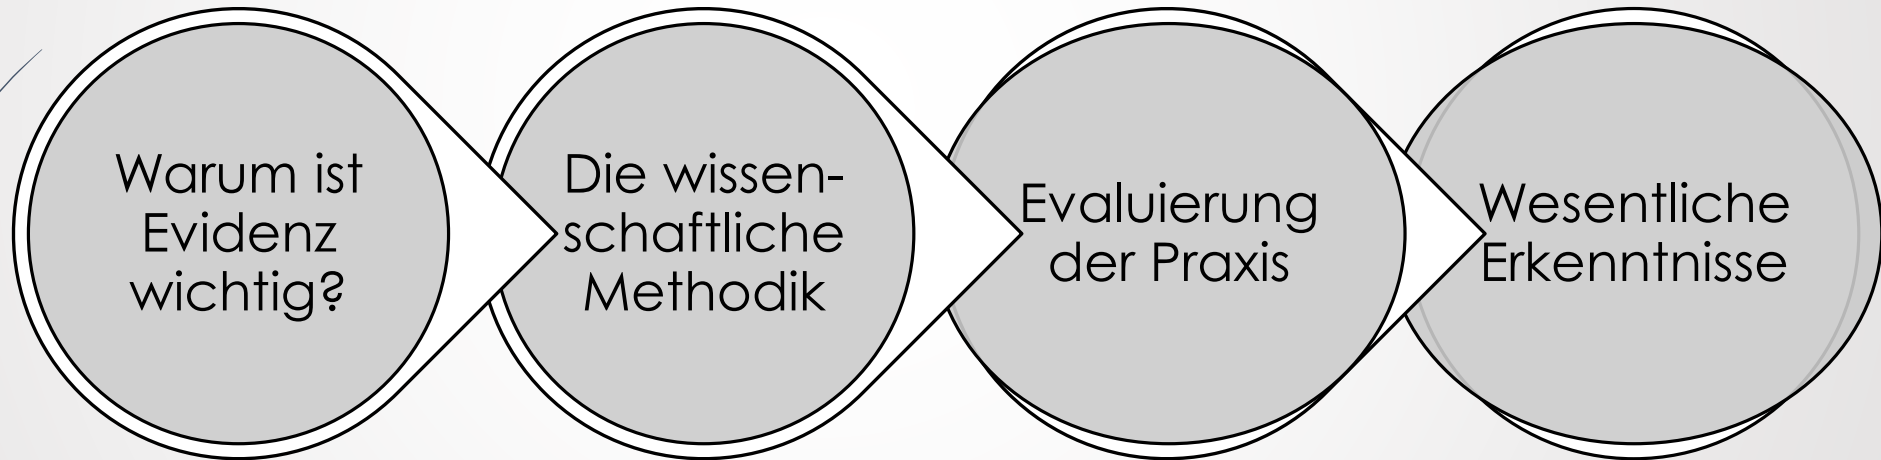 Warum ist
Evidenz
wichtig?
Die wissen-
schaftliche
Methodik
Evaluierung
der Praxis
Wesentliche
Erkenntnisse